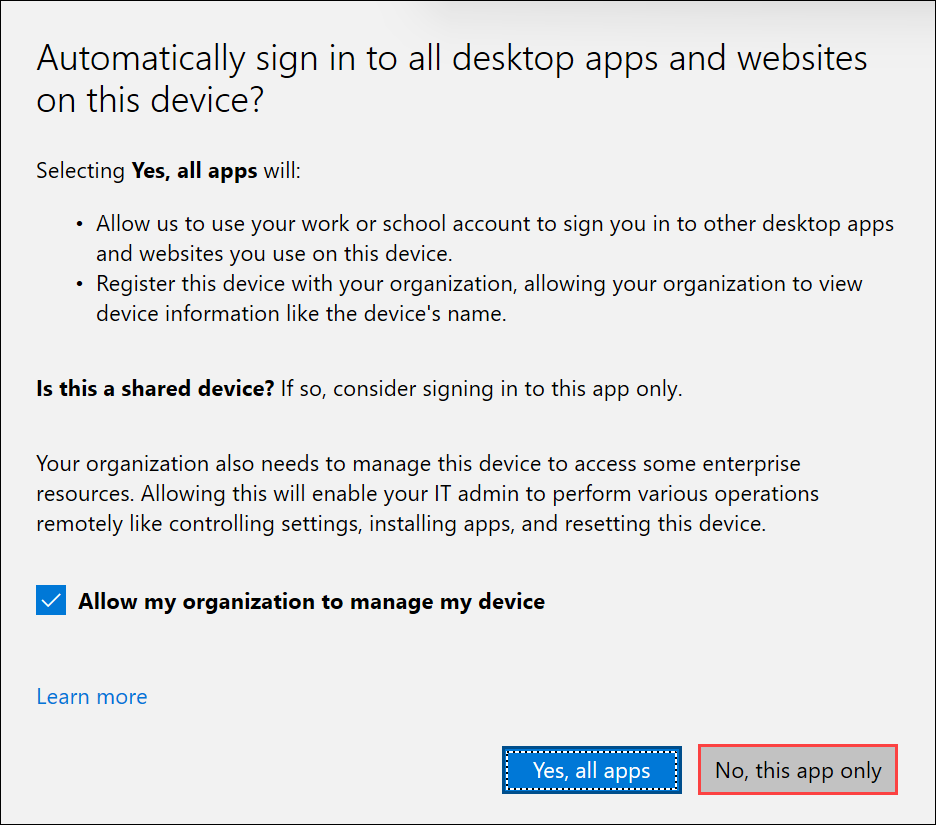 Automatically sign in to all desktop apps and websites
on this device?
Selecting Yes, all apps will:
• Allow us to use your work or school account to sign you in to other desktop apps
and websites you use on this device.
• Register this device with your organization, allowing your organization to view
device information like the device's name.
Is this a shared device? If so, consider signing in to this app only.
Your organization also needs to manage this device to access some enterprise
resources. Allowing this will enable your IT admin to perform various operations
remotely like controlling settings, installing apps, and resetting this device.
Allow my organization to manage my device
Learn more
Yes, all apps No, this app only